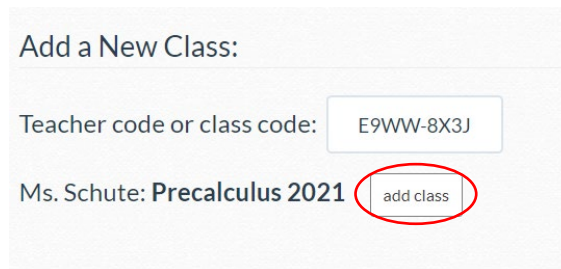 Add a New Class:
Teacher code or class code: E9WW-8X3J
Ms. Schute: Precalculus 2021 add class